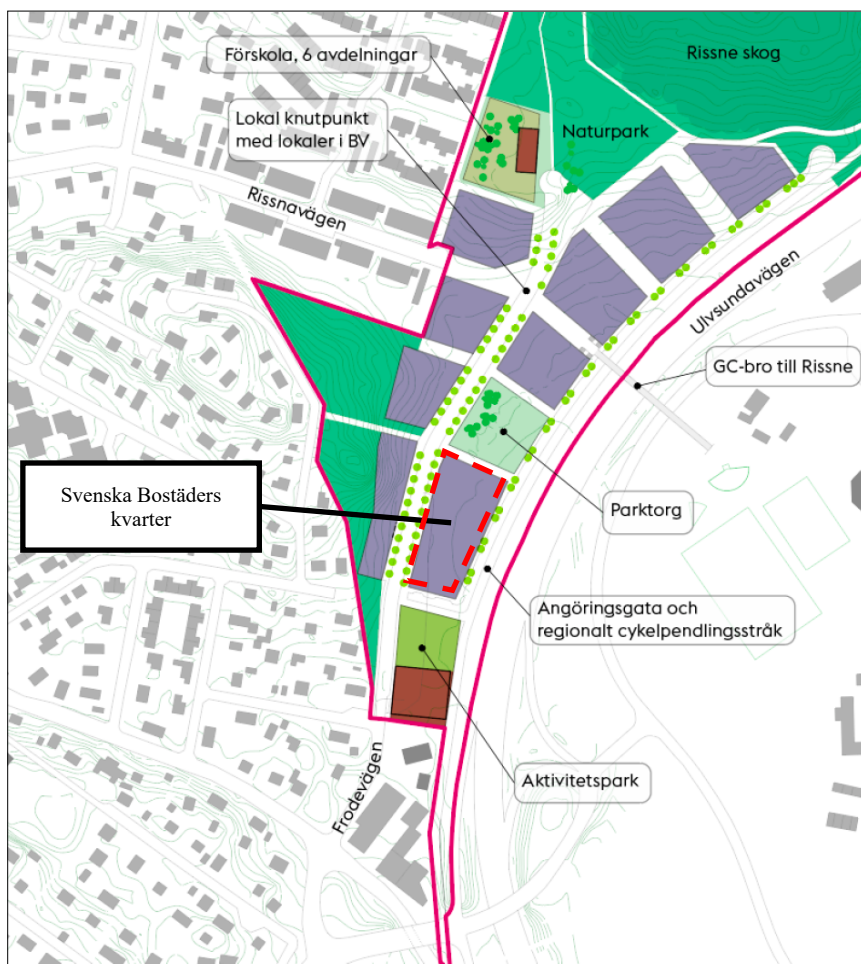 Förskola, 6 avdelningar
Rissne skog
Lokal knutpunkt
med lokaler i BV
Naturpark
Rissnavägen
Ulvsundavägen
GC-bro till Rissne
Svenska Bostäders
kvarter
Parktorg
Angöringsgata och
regionalt cykelpendlingsstråk
Aktivitetspark
Frodevägen